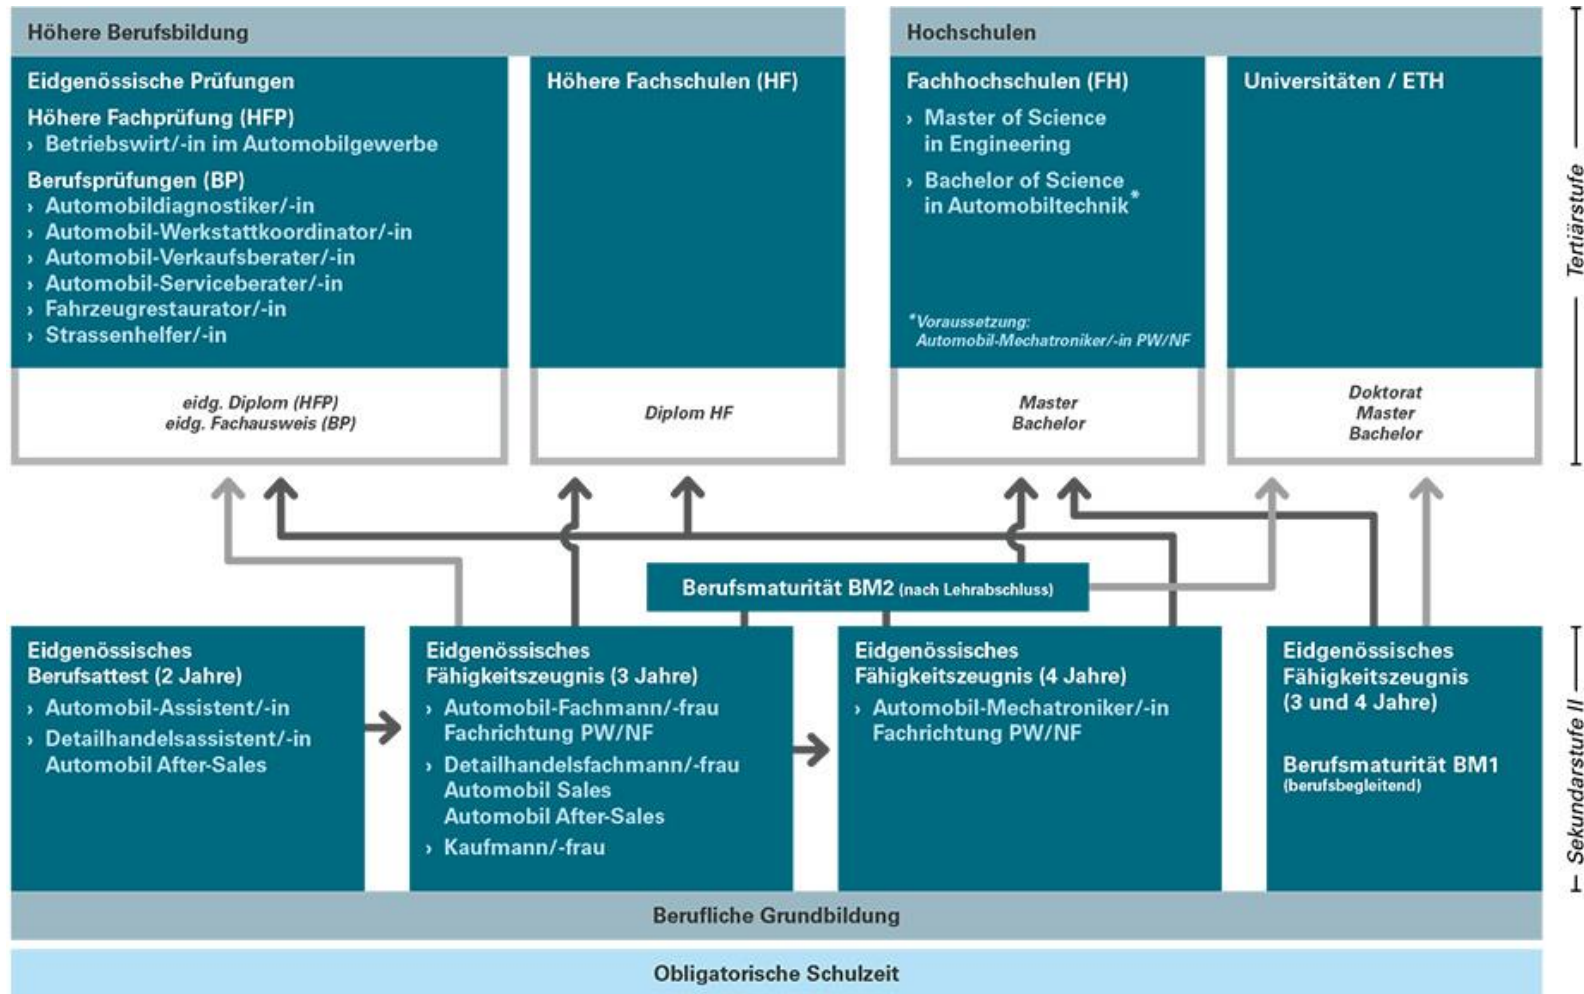 Höhere Berufsbildung
Eidgenössische Prüfungen
Höhere Fachprüfung (HFP)
› Betriebswirt/-in im Automobilgewerbe
Berufsprüfungen (BP)
› Automobildiagnostiker/-in
› Automobil-Werkstattkoordinator/-in
› Automobil-Verkaufsberater/-in
› Automobil-Serviceberater/-in
› Fahrzeugrestaurator/-in
› Strassenhelfer/-in
eidg. Diplom (HFP)
eidg. Fachausweis (BP)
Höhere Fachschulen (HF)
Diplom HF
Hochschulen
Fachhochschulen (FH)
› Master of Science
in Engineering
› Bachelor of Science
in Automobiltechnik*
*Voraussetzung:
Automobil-Mechatroniker/-in PW/NF
Master
Bachelor
Universitäten / ETH
Doktorat
Master
Bachelor
Tertiärstufe
Berufsmaturität BM2 (nach Lehrabschluss)
Eidgenössisches
Berufsattest (2 Jahre)
› Automobil-Assistent/-in
› Detailhandelsassistent/-in
Automobil After-Sales
Eidgenössisches
Fähigkeitszeugnis (3 Jahre)
› Automobil-Fachmann/-frau
Fachrichtung PW/NF
› Detailhandelsfachmann/-frau
Automobil Sales
Automobil After-Sales
› Kaufmann/-frau
Eidgenössisches
Fähigkeitszeugnis (4 Jahre)
› Automobil-Mechatroniker/-in
Fachrichtung PW/NF
Eidgenössisches
Fähigkeitszeugnis
(3 und 4 Jahre)
Berufsmaturität BM1
(berufsbegleitend)
Sekundarstufe II
Berufliche Grundbildung
Obligatorische Schulzeit